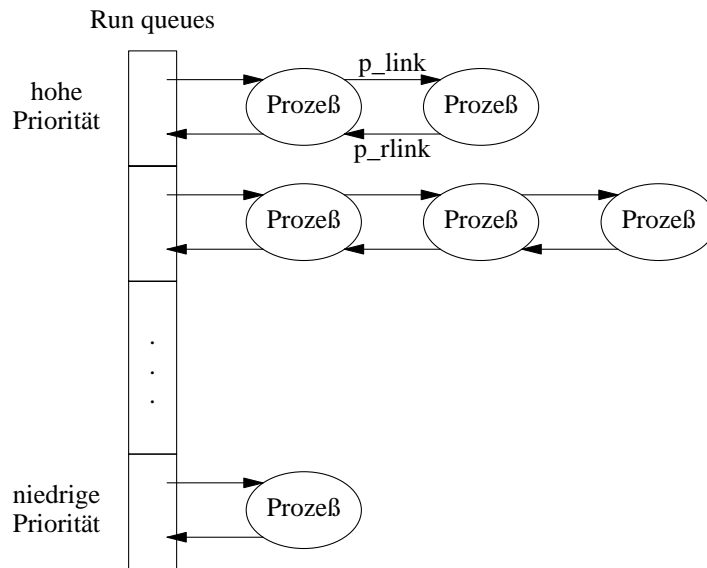 Run queues
hohe
Priorität
p_link
Prozeß
Prozeß
p_rlink
Prozeß
Prozeß
Prozeß
.
.
.
niedrige
Priorität
Prozeß